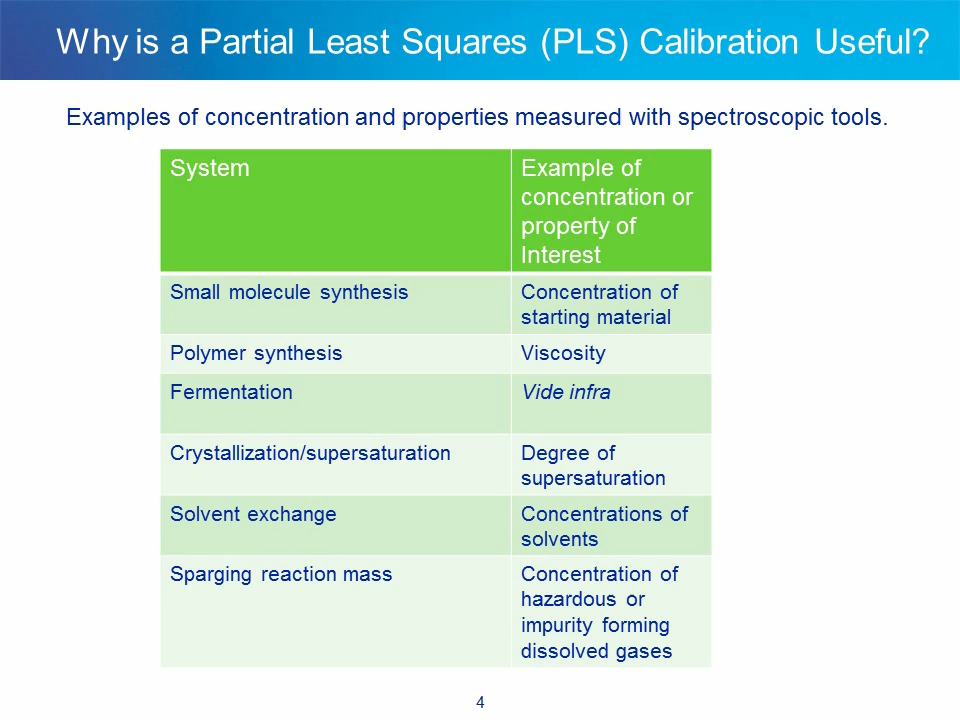 Why is a Partial Least Squares (PLS) Calibration Useful?
Examples of concentration and properties measured with spectroscopic tools.
System
Example of
concentration or
property of
Interest
Small molecule synthesis
Concentration of
starting material
Polymer synthesis
Viscosity
Fermentation
Vide infra
Crystallization/supersaturation
Degree of
supersaturation
Solvent exchange
Concentrations of
solvents
Sparging reaction mass
Concentration of
hazardous or
impurity forming
dissolved gases
4